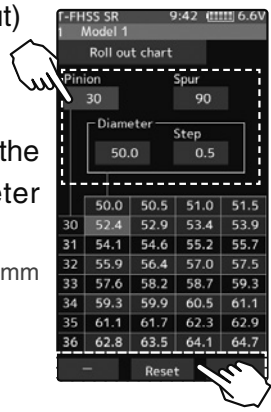 ut)
T-FHSS SR 9:42 6.6V
1 Model 1
Roll out chart
Pinion Spur
30 90
the
Diameter
Step
eter
50.0 0.5
50.0 50.5 51.0 51.5
30 52.4 52.9 53.4 53.9
mm
31 54.1 54.6 55.2 55.7
32 55.9 56.4 57.0 57.5
33 57.6 58.2 58.7 59.3
34 59.3 59.9 60.5 61.1
35 61.1 61.7 62.3 62.9
36 62.8 63.5 64.1 64.7
– Reset